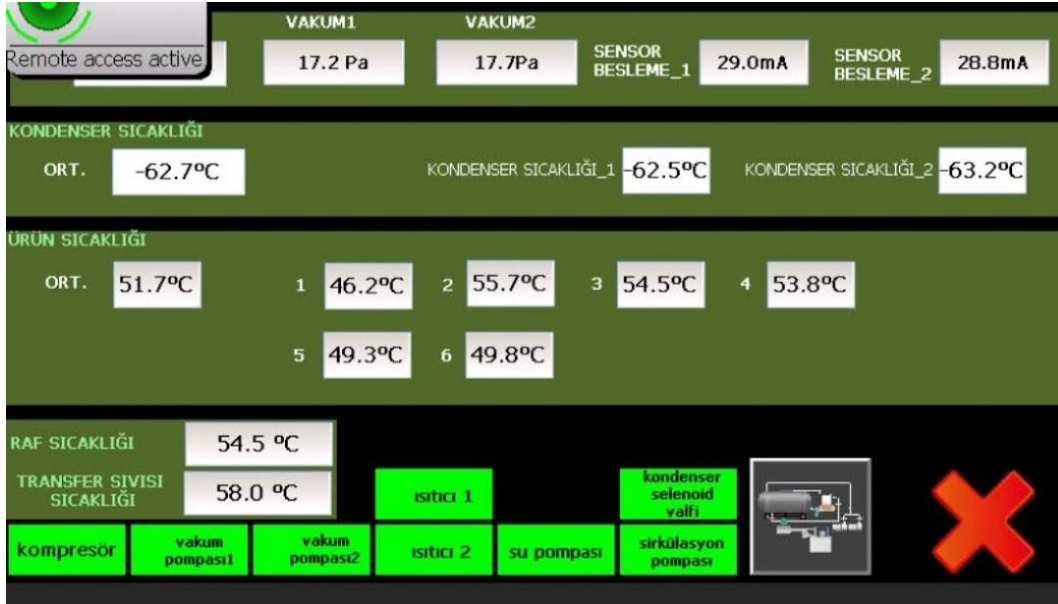 VAKUM1 VAKUM2
Remote access active
17.2 Pa 17.7Pa SENSOR BESLEME_1 29.0mA SENSOR BESLEME_2 28.8mA
KONDENSER SICAKLIĞI
ORT. -62.7ºC KONDENSER SICAKLIĞI_1 -62.5ºC KONDENSER SICAKLIĞI_2 -63.2ºC
ÜRÜN SICAKLIĞI
ORT. 51.7ºC 1 46.2ºC 2 55.7ºC 3 54.5ºC 4 53.8ºC
5 49.3ºC 6 49.8ºC
RAF SICAKLIĞI 54.5 ºC
TRANSFER SIVISI
SICAKLIĞI
58.0 ºC
ısıtıcı 1
kondenser
selenoid
valfi
kompresör
vakum
pompası1
vakum
pompası2
ısıtıcı 2
su pompası
sirkülasyon
pompası